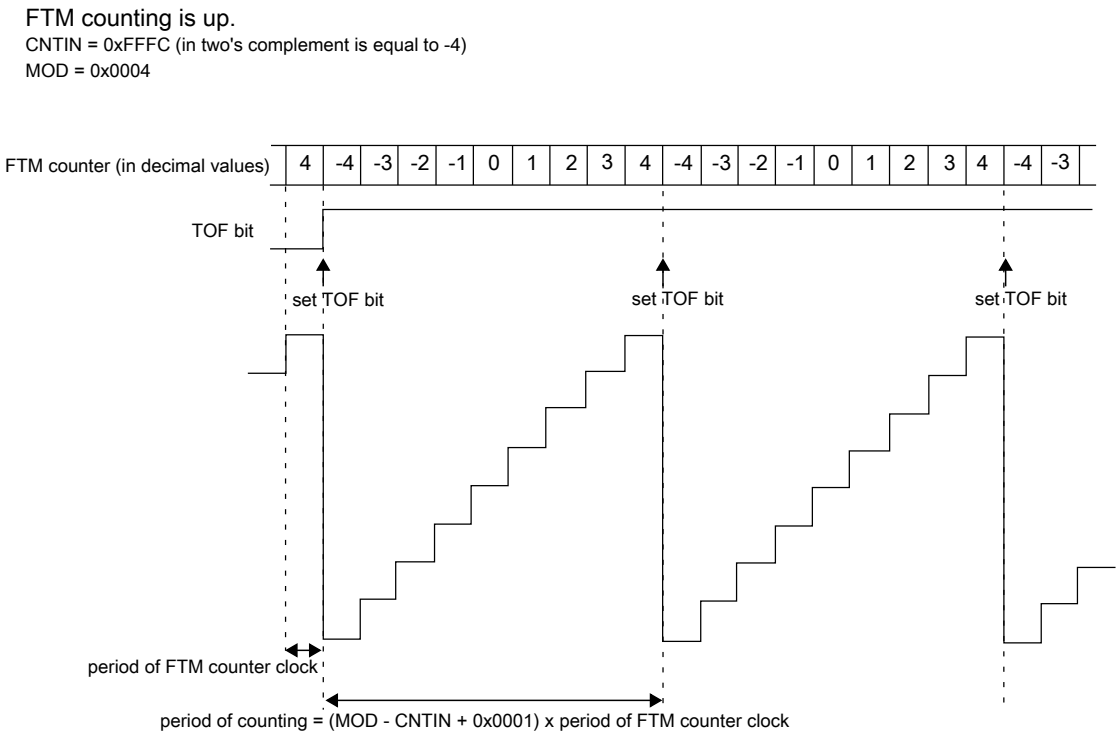 FTM counting is up.
CNTIN = 0xFFFC (in two's complement is equal to -4)
MOD = 0x0004
FTM counter (in decimal values) 4 -4 -3 -2 -1 0 1 2 3 4 -4 -3 -2 -1 0 1 2 3 4 -4 -3
TOF bit
set TOF bit set TOF bit set TOF bit
period of FTM counter clock
period of counting = (MOD - CNTIN + 0x0001) x period of FTM counter clock